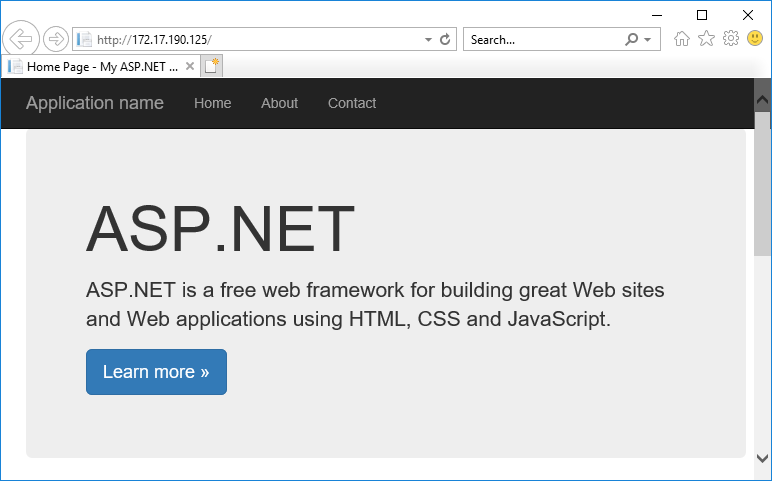 http://172.17.190.125/
Search...
Home Page - My ASP.NET ...
Application name
Home
About
Contact
ASP.NET
ASP.NET is a free web framework for building great Web sites
and Web applications using HTML, CSS and JavaScript.
Learn more »